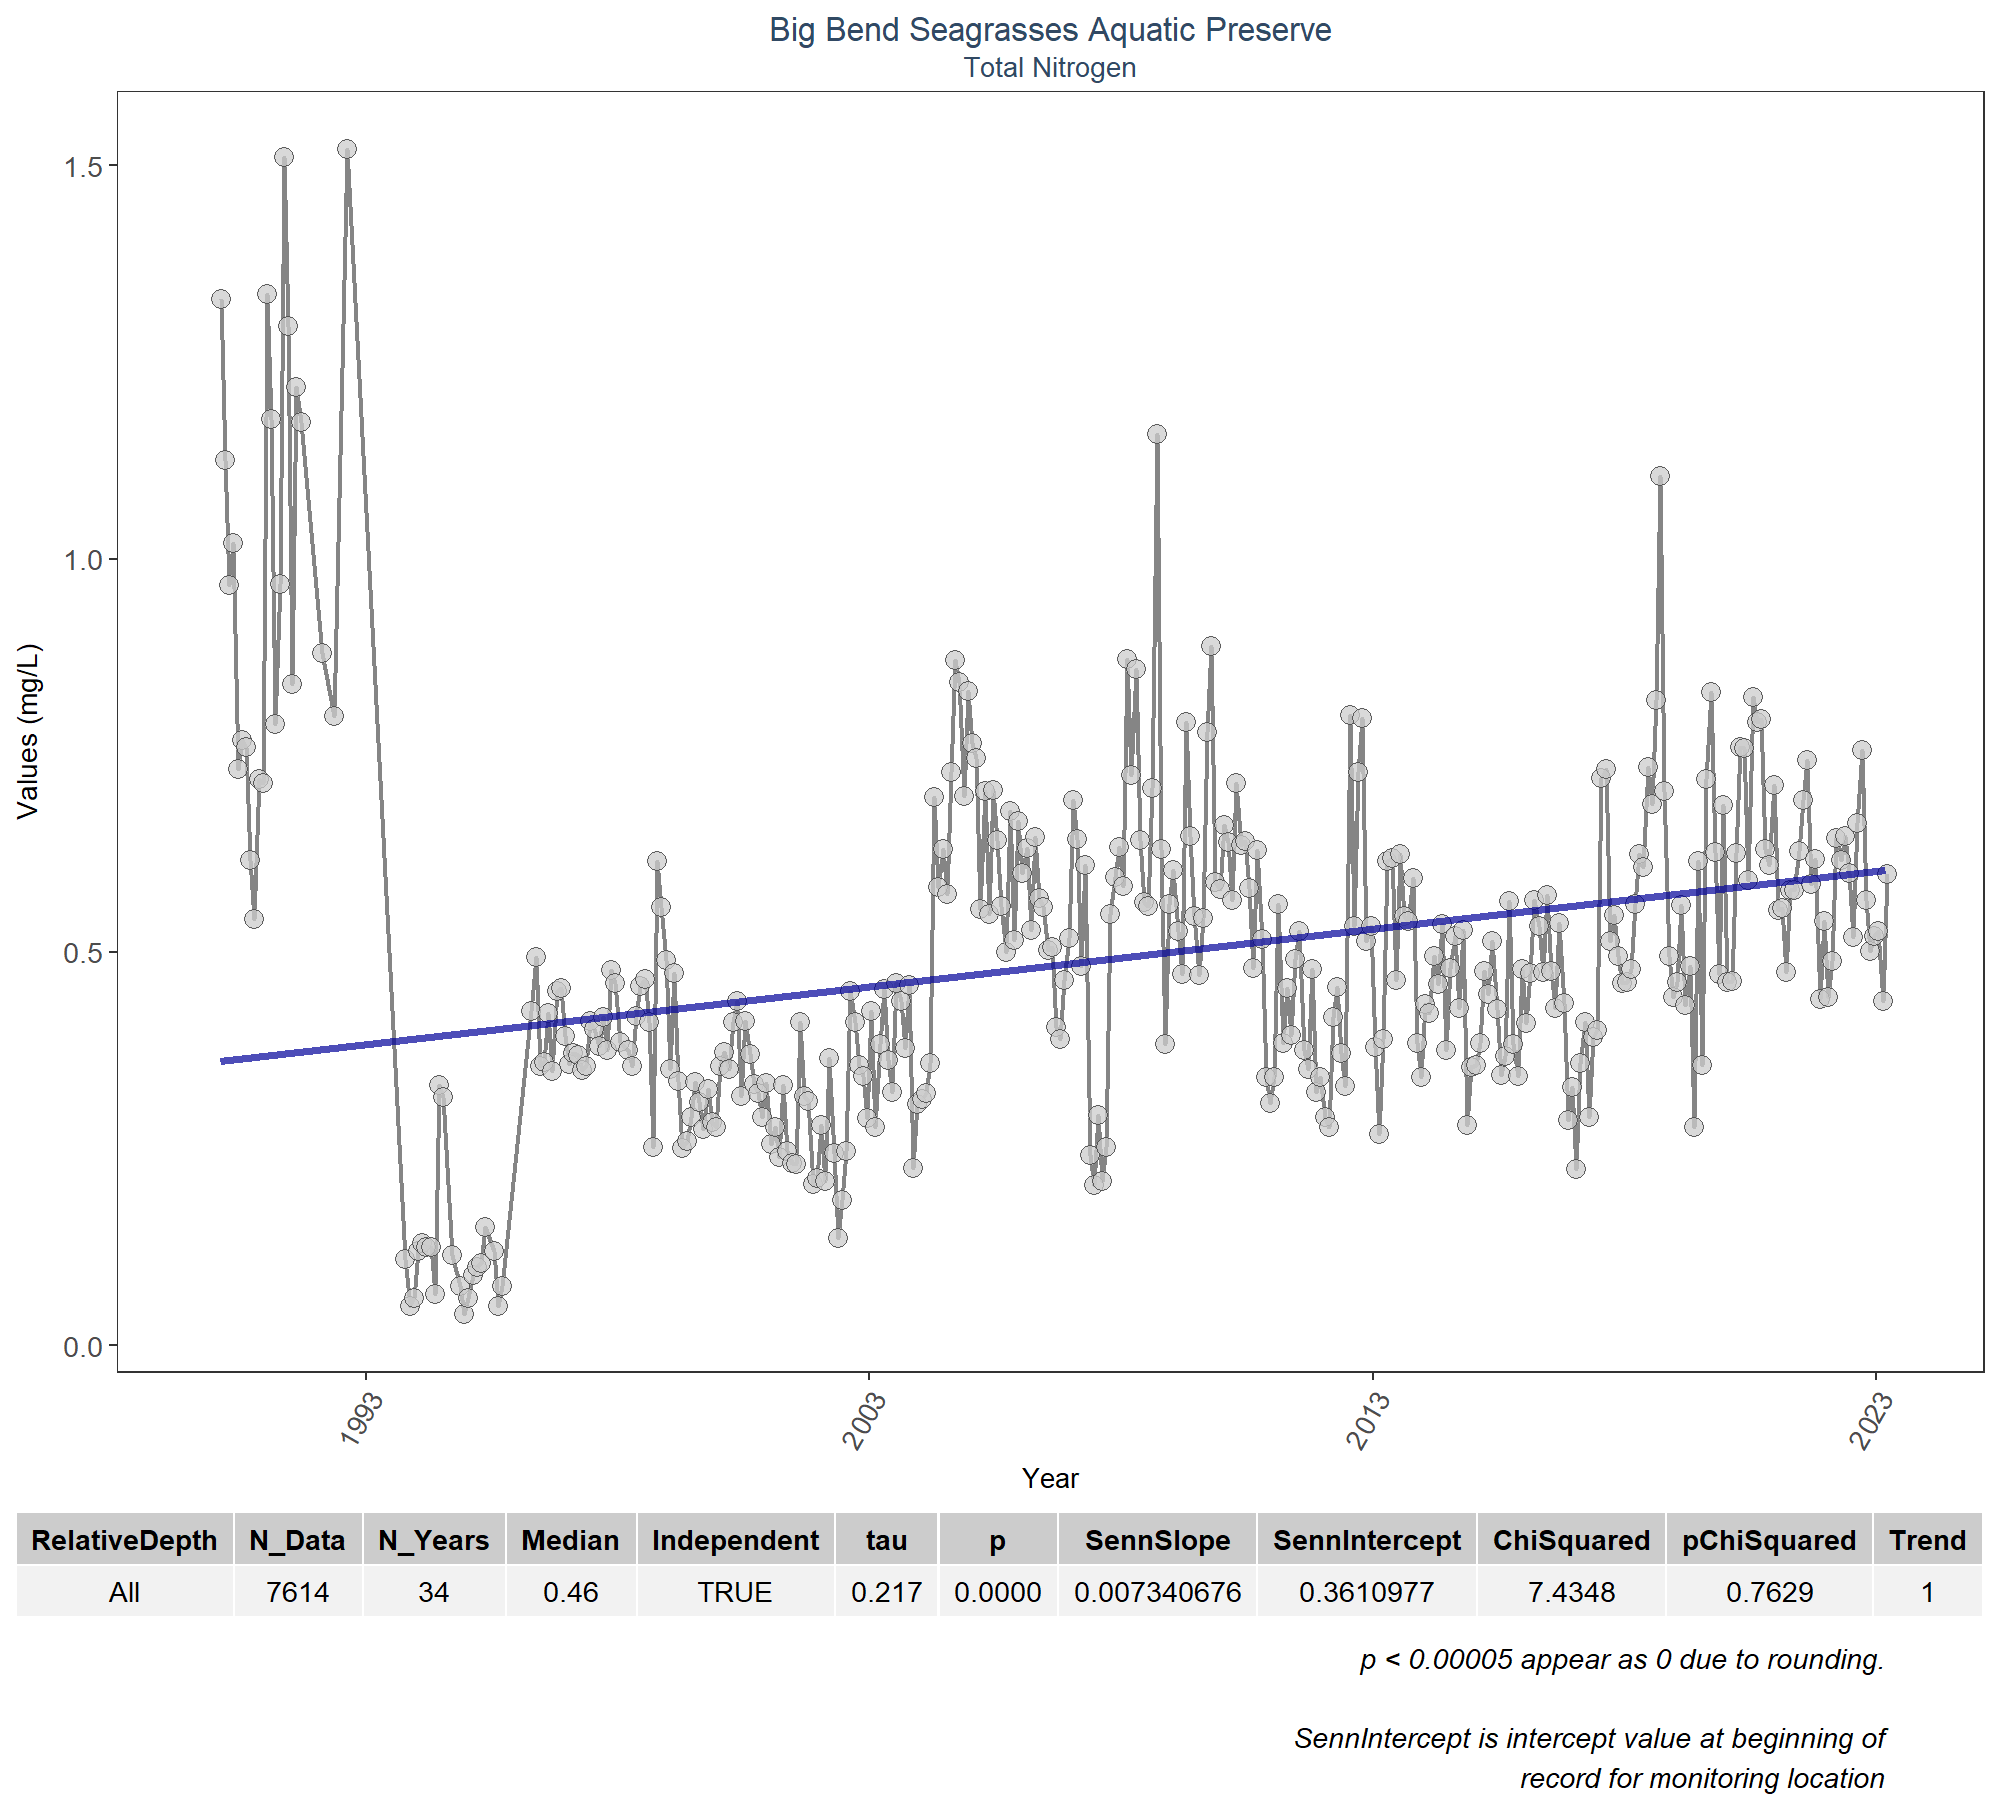 Big Bend Seagrasses Aquatic Preserve
Total Nitrogen
Values (mg/L)
1.5
1.0
0.5
0.0
1993 2003 2013 2023
Year
RelativeDepth N_Data N_Years Median Independent tau p SennSlope SennIntercept ChiSquared pChiSquared Trend
All 7614 34 0.46 TRUE 0.217 0.0000 0.007340676 0.3610977 7.4348 0.7629 1
p < 0.00005 appear as 0 due to rounding.
SennIntercept is intercept value at beginning of
record for monitoring location